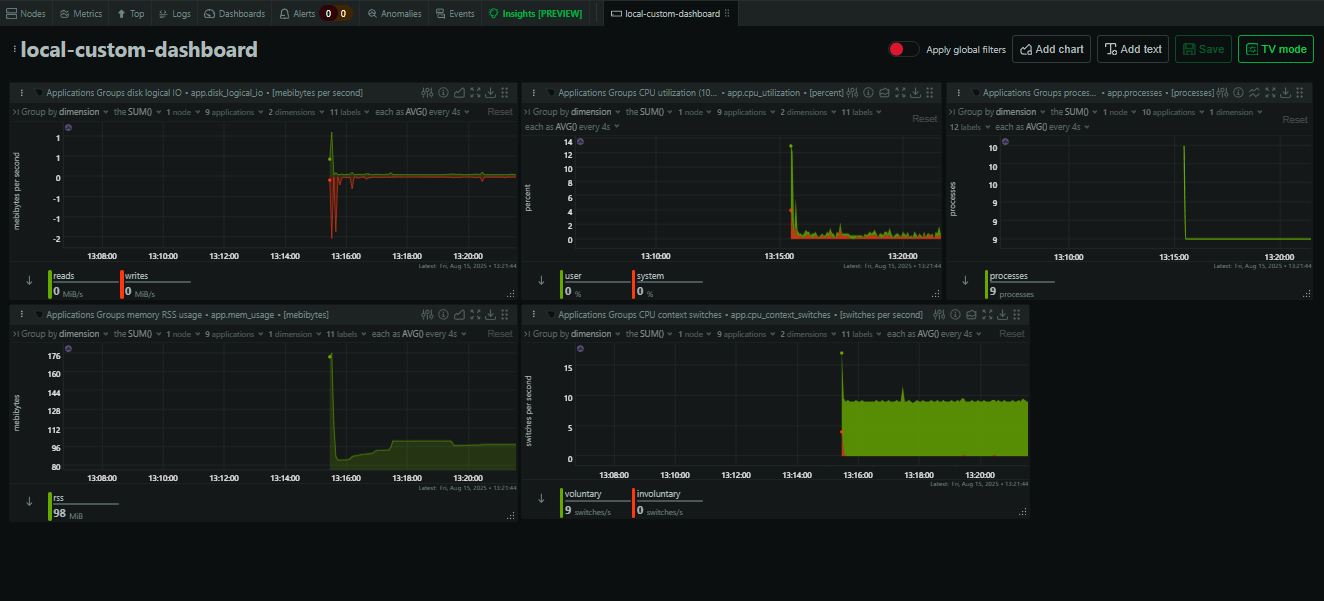 Nodes Metrics Top Logs Dashboards Alerts 0 0 Anomalies Events Insights [PREVIEW] local-custom-dashboard
local-custom-dashboard
Apply global filters Add chart Add text Save TV mode
Applications Groups disk logical IO • app.disk_logical_io • [mebibytes per second]
Group by dimension the SUM() 1 node 9 applications 2 dimensions 11 labels each as AVG() every 4s Reset
mebibytes per second
1
1
0
-1
-1
-2
13:08:00 13:10:00 13:12:00 13:14:00 13:16:00 13:18:00 13:20:00
Latest: Fri, Aug 15, 2025 • 13:21:44
reads writes
0 MiB/s 0 MiB/s
Applications Groups CPU utilization (10... • app.cpu_utilization • [percent]
Group by dimension the SUM() 1 node 9 applications 2 dimensions 11 labels Reset
each as AVG() every 4s
percent
14
12
10
8
6
4
2
0
13:10:00 13:15:00 13:20:00
Latest: Fri, Aug 15, 2025 • 13:21:44
user system
0 % 0 %
Applications Groups proces... • app.processes • [processes]
Group by dimension the SUM() 1 node 10 applications 1 dimension Reset
12 labels each as AVG() every 4s
processes
10
10
10
9
9
9
13:10:00 13:15:00 13:20:00
Latest: Fri, Aug 15, 2025 • 13:21:44
processes
9 processes
Applications Groups memory RSS usage • app.mem_usage • [mebibytes]
Group by dimension the SUM() 1 node 9 applications 1 dimension 11 labels each as AVG() every 4s Reset
mebibytes
176
160
144
128
112
96
80
13:08:00 13:10:00 13:12:00 13:14:00 13:16:00 13:18:00 13:20:00
Latest: Fri, Aug 15, 2025 • 13:21:44
rss
98 MiB
Applications Groups CPU context switches • app.cpu_context_switches • [switches per second]
Group by dimension the SUM() 1 node 9 applications 2 dimensions 11 labels each as AVG() every 4s Reset
switches per second
15
10
5
0
13:08:00 13:10:00 13:12:00 13:14:00 13:16:00 13:18:00 13:20:00
Latest: Fri, Aug 15, 2025 • 13:21:44
voluntary involuntary
9 switches/s 0 switches/s